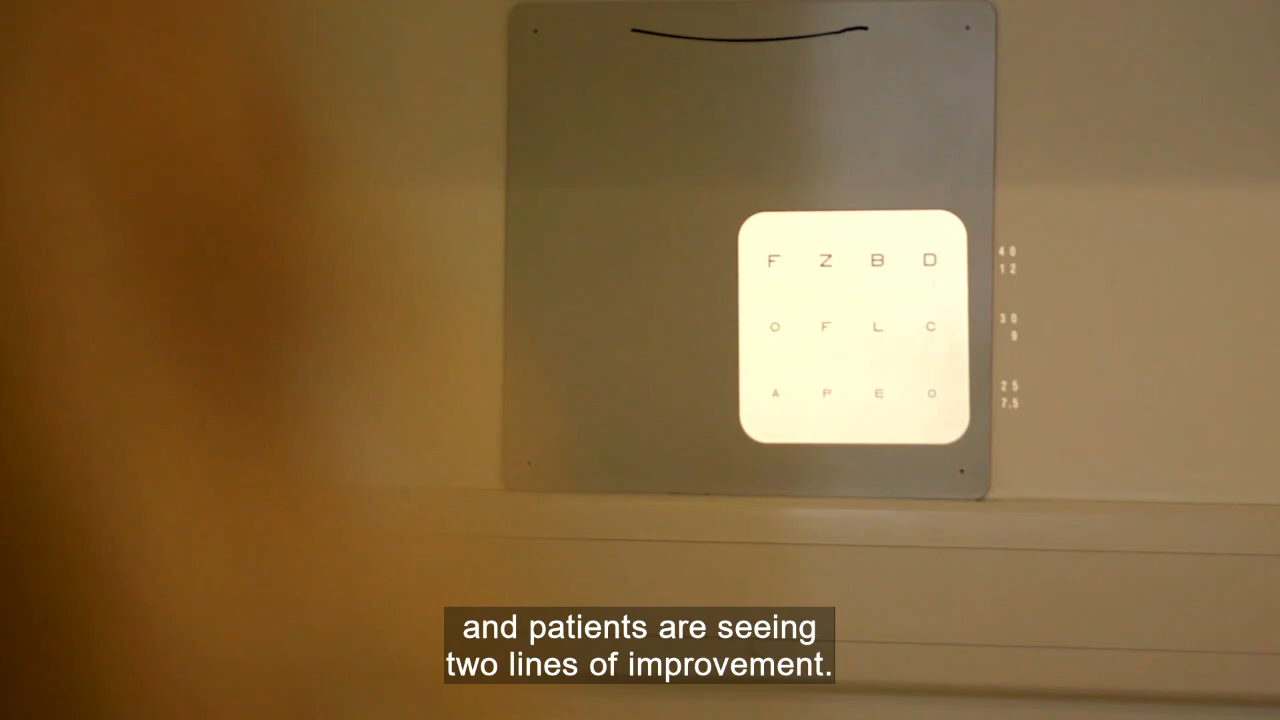 F Z B D
40
12
O F L C
30
9
A P E O
25
7.5
and patients are seeing
two lines of improvement.